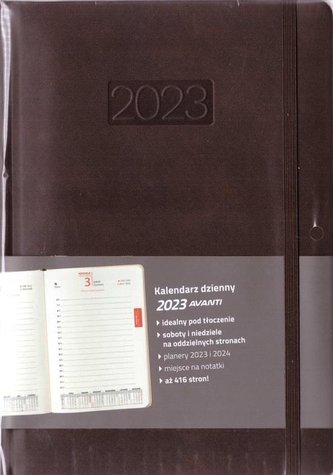 2023
Kalendarz dzienny
2023 AVANTI
idealny pod tłoczenie
soboty i niedziele
na oddzielnych stronach
planery 2023 i 2024
miejsce na notatki
aż 416 stron!
3